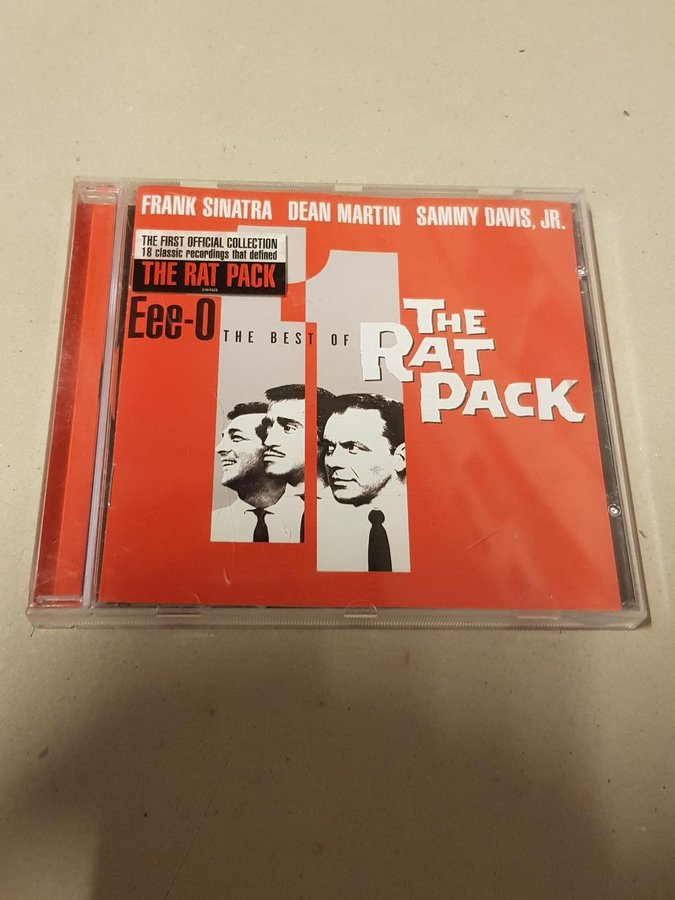 FRANK SINATRA DEAN MARTIN SAMMY DAVIS, JR.
THE FIRST OFFICIAL COLLECTION
18 classic recordings that defined
THE RAT PACK
Eee-O 11
THE BEST OF
THE
RAT
PACK